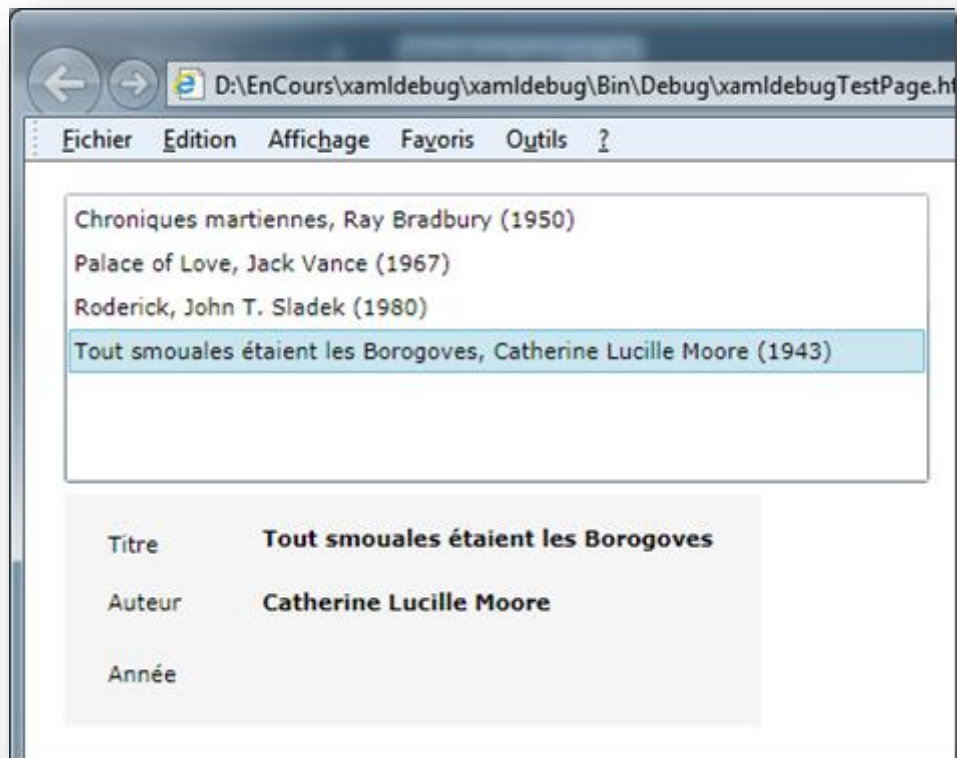 D:\EnCours\xamldebug\xamldebug\Bin\Debug\xamldebugTestPage.ht
Fichier Edition Affichage Favoris Outils ?
Chroniques martiennes, Ray Bradbury (1950)
Palace of Love, Jack Vance (1967)
Roderick, John T. Sladek (1980)
Tout smouales étaient les Borogoves, Catherine Lucille Moore (1943)
Titre Tout smouales étaient les Borogoves
Auteur Catherine Lucille Moore
Année